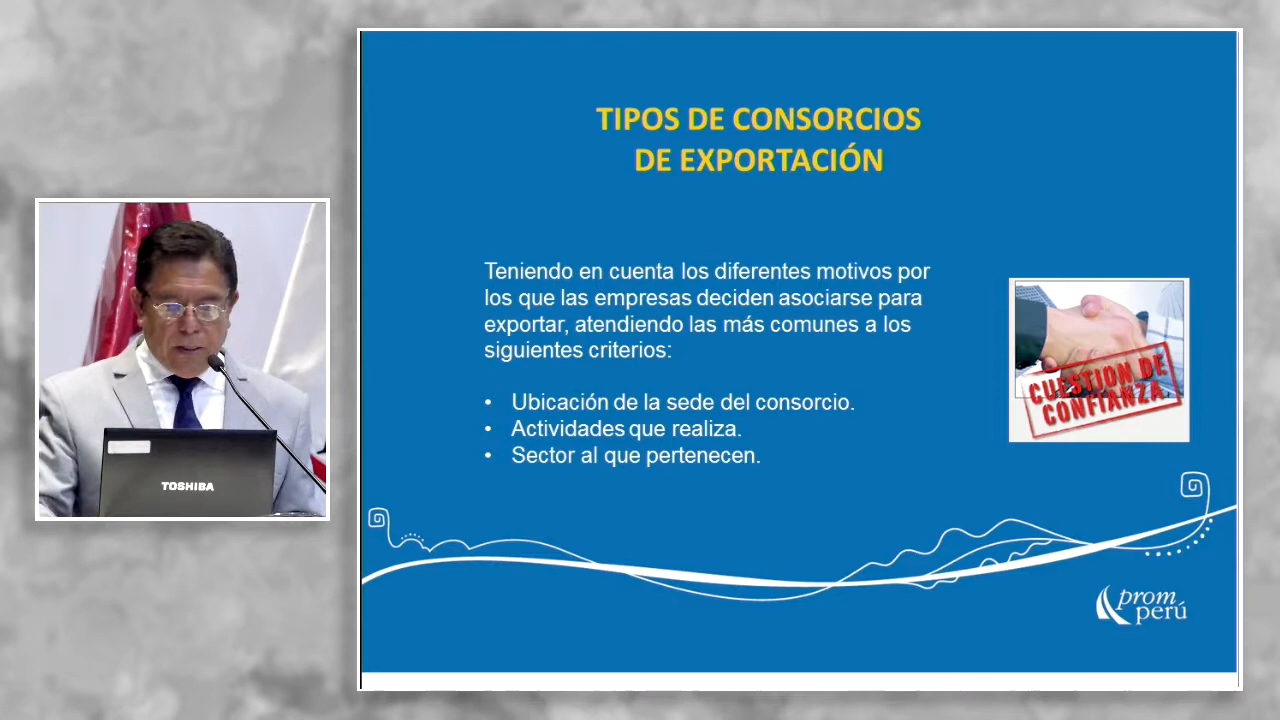 TIPOS DE CONSORCIOS
DE EXPORTACIÓN
Teniendo en cuenta los diferentes motivos por
los que las empresas deciden asociarse para
exportar, atendiendo las más comunes a los
siguientes criterios:
• Ubicación de la sede del consorcio.
• Actividades que realiza.
• Sector al que pertenecen.
CUESTION DE
CONFIANZA
TOSHIBA
prom
perú